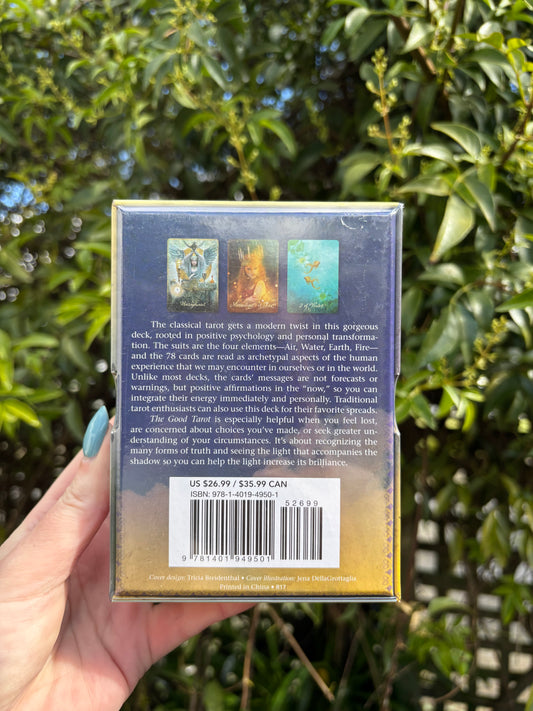 2 of Water
The classical tarot gets a modern twist in this gorgeous
deck, rooted in positive psychology and personal transforma-
tion. The suits are the four elements—Air, Water, Earth, Fire—
and the 78 cards are read as archetypal aspects of the human
experience that we may encounter in ourselves or in the world.
Unlike most decks, the cards' messages are not forecasts or
warnings, but positive affirmations in the "now," so you can
integrate their energy immediately and personally. Traditional
tarot enthusiasts can also use this deck for their favorite spreads.
The Good Tarot is especially helpful when you feel lost,
are concerned about choices you've made, or seek greater un-
derstanding of your circumstances. It's about recognizing the
many forms of truth and seeing the light that accompanies the
shadow so you can help the light increase its brilliance.
US $26.99 / $35.99 CAN
ISBN: 978-1-4019-4950-1
52699
9 781401 949501
Cover design: Tricia Breidenthal • Cover Illustration: Jena DellaGrottaglia
Printed in China • 817